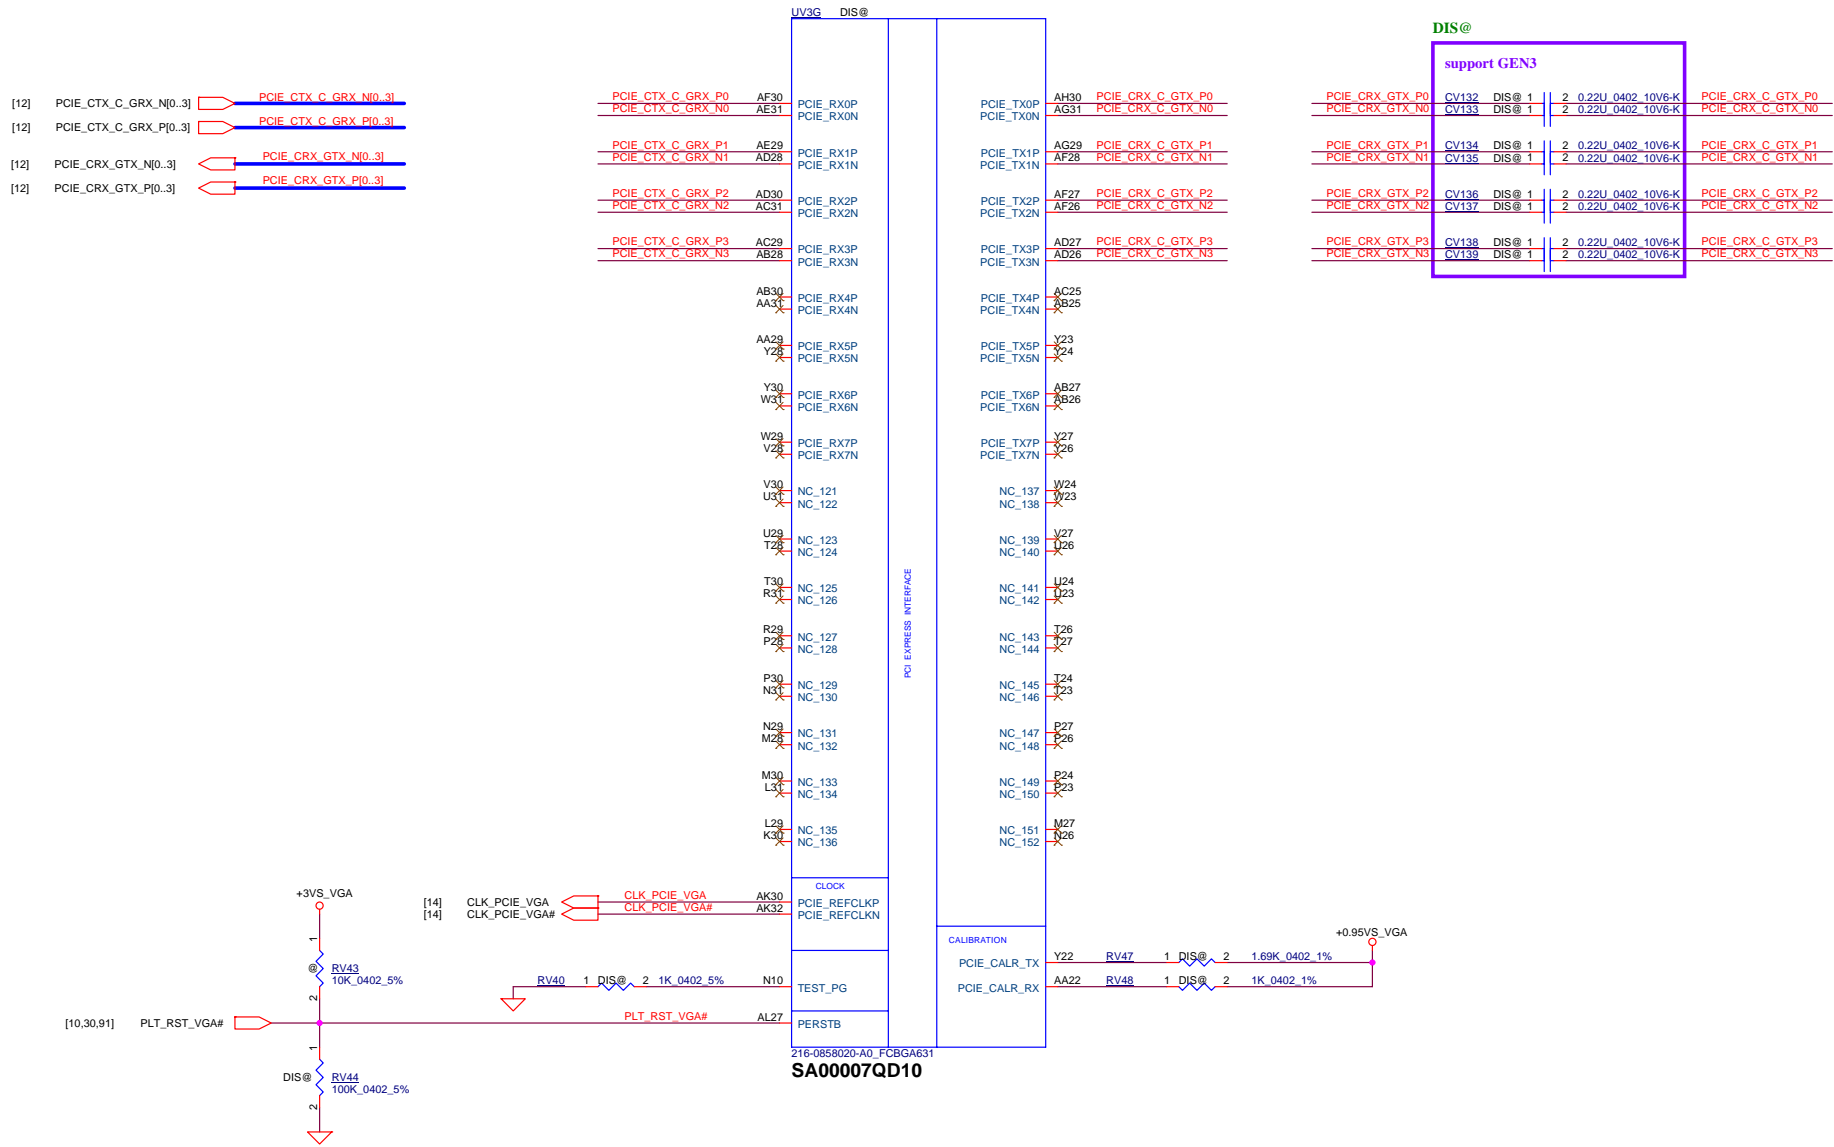 UV3G DIS@
DIS@
support GEN3
[12] PCIE_CTX_C_GRX_N[0..3] PCIE_CTX_C_GRX_N[0..3]
[12] PCIE_CTX_C_GRX_P[0..3] PCIE_CTX_C_GRX_P[0..3]
[12] PCIE_CRX_GTX_N[0..3] PCIE_CRX_GTX_N[0..3]
[12] PCIE_CRX_GTX_P[0..3] PCIE_CRX_GTX_P[0..3]
PCIE_CTX_C_GRX_P0 AF30 PCIE_RX0P PCIE_TX0P AH30 PCIE_CRX_C_GTX_P0
PCIE_CTX_C_GRX_N0 AE31 PCIE_RX0N PCIE_TX0N AG31 PCIE_CRX_C_GTX_N0
PCIE_CTX_C_GRX_P1 AE29 PCIE_RX1P PCIE_TX1P AG29 PCIE_CRX_C_GTX_P1
PCIE_CTX_C_GRX_N1 AD28 PCIE_RX1N PCIE_TX1N AF28 PCIE_CRX_C_GTX_N1
PCIE_CTX_C_GRX_P2 AD30 PCIE_RX2P PCIE_TX2P AF27 PCIE_CRX_C_GTX_P2
PCIE_CTX_C_GRX_N2 AC31 PCIE_RX2N PCIE_TX2N AF26 PCIE_CRX_C_GTX_N2
PCIE_CTX_C_GRX_P3 AC29 PCIE_RX3P PCIE_TX3P AD27 PCIE_CRX_C_GTX_P3
PCIE_CTX_C_GRX_N3 AB28 PCIE_RX3N PCIE_TX3N AD26 PCIE_CRX_C_GTX_N3
AB30 PCIE_RX4P PCIE_TX4P AC25
AA31 PCIE_RX4N PCIE_TX4N AB25
AA29 PCIE_RX5P PCIE_TX5P Y23
Y28 PCIE_RX5N PCIE_TX5N Y24
Y30 PCIE_RX6P PCIE_TX6P AB27
W31 PCIE_RX6N PCIE_TX6N AB26
W29 PCIE_RX7P PCIE_TX7P Y27
V28 PCIE_RX7N PCIE_TX7N Y26
V30 NC_121 NC_137 W24
U31 NC_122 NC_138 W23
U29 NC_123 NC_139 V27
T28 NC_124 NC_140 U26
T30 NC_125 NC_141 U24
R31 NC_126 NC_142 U23
R29 NC_127 NC_143 T26
P28 NC_128 NC_144 T27
P30 NC_129 NC_145 T24
N31 NC_130 NC_146 T23
N29 NC_131 NC_147 P27
M28 NC_132 NC_148 P26
M30 NC_133 NC_149 P24
L31 NC_134 NC_150 P23
L29 NC_135 NC_151 M27
K30 NC_136 NC_152 N26
PCI EXPRESS INTERFACE
PCIE_CRX_GTX_P0 CV132 DIS@ 1 2 0.22U_0402_10V6-K PCIE_CRX_C_GTX_P0
PCIE_CRX_GTX_N0 CV133 DIS@ 1 2 0.22U_0402_10V6-K PCIE_CRX_C_GTX_N0
PCIE_CRX_GTX_P1 CV134 DIS@ 1 2 0.22U_0402_10V6-K PCIE_CRX_C_GTX_P1
PCIE_CRX_GTX_N1 CV135 DIS@ 1 2 0.22U_0402_10V6-K PCIE_CRX_C_GTX_N1
PCIE_CRX_GTX_P2 CV136 DIS@ 1 2 0.22U_0402_10V6-K PCIE_CRX_C_GTX_P2
PCIE_CRX_GTX_N2 CV137 DIS@ 1 2 0.22U_0402_10V6-K PCIE_CRX_C_GTX_N2
PCIE_CRX_GTX_P3 CV138 DIS@ 1 2 0.22U_0402_10V6-K PCIE_CRX_C_GTX_P3
PCIE_CRX_GTX_N3 CV139 DIS@ 1 2 0.22U_0402_10V6-K PCIE_CRX_C_GTX_N3
CLOCK
[14] CLK_PCIE_VGA CLK_PCIE_VGA AK30 PCIE_REFCLKP
[14] CLK_PCIE_VGA# CLK_PCIE_VGA# AK32 PCIE_REFCLKN
+3VS_VGA
1
@ RV43
10K_0402_5%
2
RV40 1 DIS@ 2 1K_0402_5% N10 TEST_PG
[10,30,91] PLT_RST_VGA# PLT_RST_VGA# AL27 PERSTB
1
DIS@ RV44
100K_0402_5%
2
CALIBRATION
+0.95VS_VGA
PCIE_CALR_TX Y22 RV47 1 DIS@ 2 1.69K_0402_1%
PCIE_CALR_RX AA22 RV48 1 DIS@ 2 1K_0402_1%
216-0858020-A0_FCBGA631
SA00007QD10